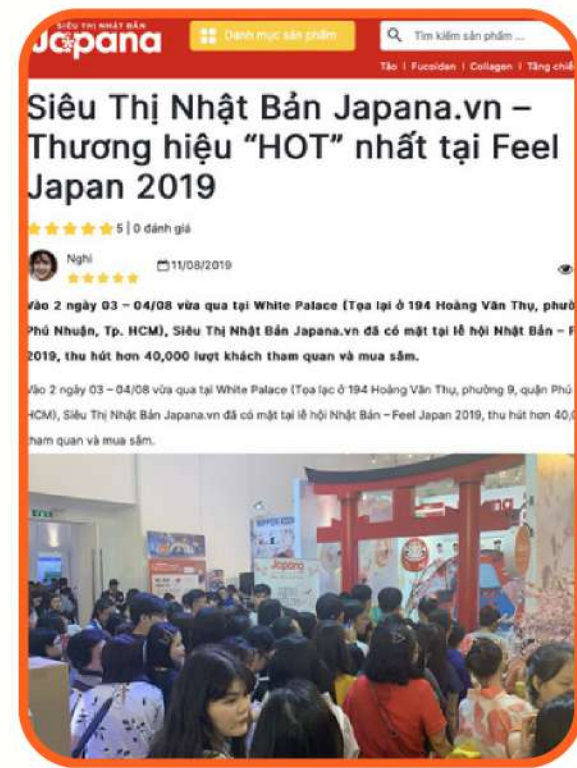 SIÊU THỊ NHẬT BẢN
Japana
Danh mục sản phẩm
Tìm kiếm sản phẩm ...
Tảo | Fucoidan | Collagen | Tăng chiề
Siêu Thị Nhật Bản Japana.vn –
Thương hiệu “HOT” nhất tại Feel
Japan 2019
5 | 0 đánh giá
Nghi
11/08/2019
Vào 2 ngày 03 – 04/08 vừa qua tại White Palace (Tọa lại ở 194 Hoàng Văn Thụ, phườ
Phú Nhuận, Tp. HCM), Siêu Thị Nhật Bản Japana.vn đã có mặt tại lễ hội Nhật Bản – F
2019, thu hút hơn 40,000 lượt khách tham quan và mua sắm.
Vào 2 ngày 03 – 04/08 vừa qua tại White Palace (Tọa lạc ở 194 Hoàng Văn Thụ, phường 9, quận Phú
HCM), Siêu Thị Nhật Bản Japana.vn đã có mặt tại lễ hội Nhật Bản – Feel Japan 2019, thu hút hơn 40,0
tham quan và mua sắm.
Japana